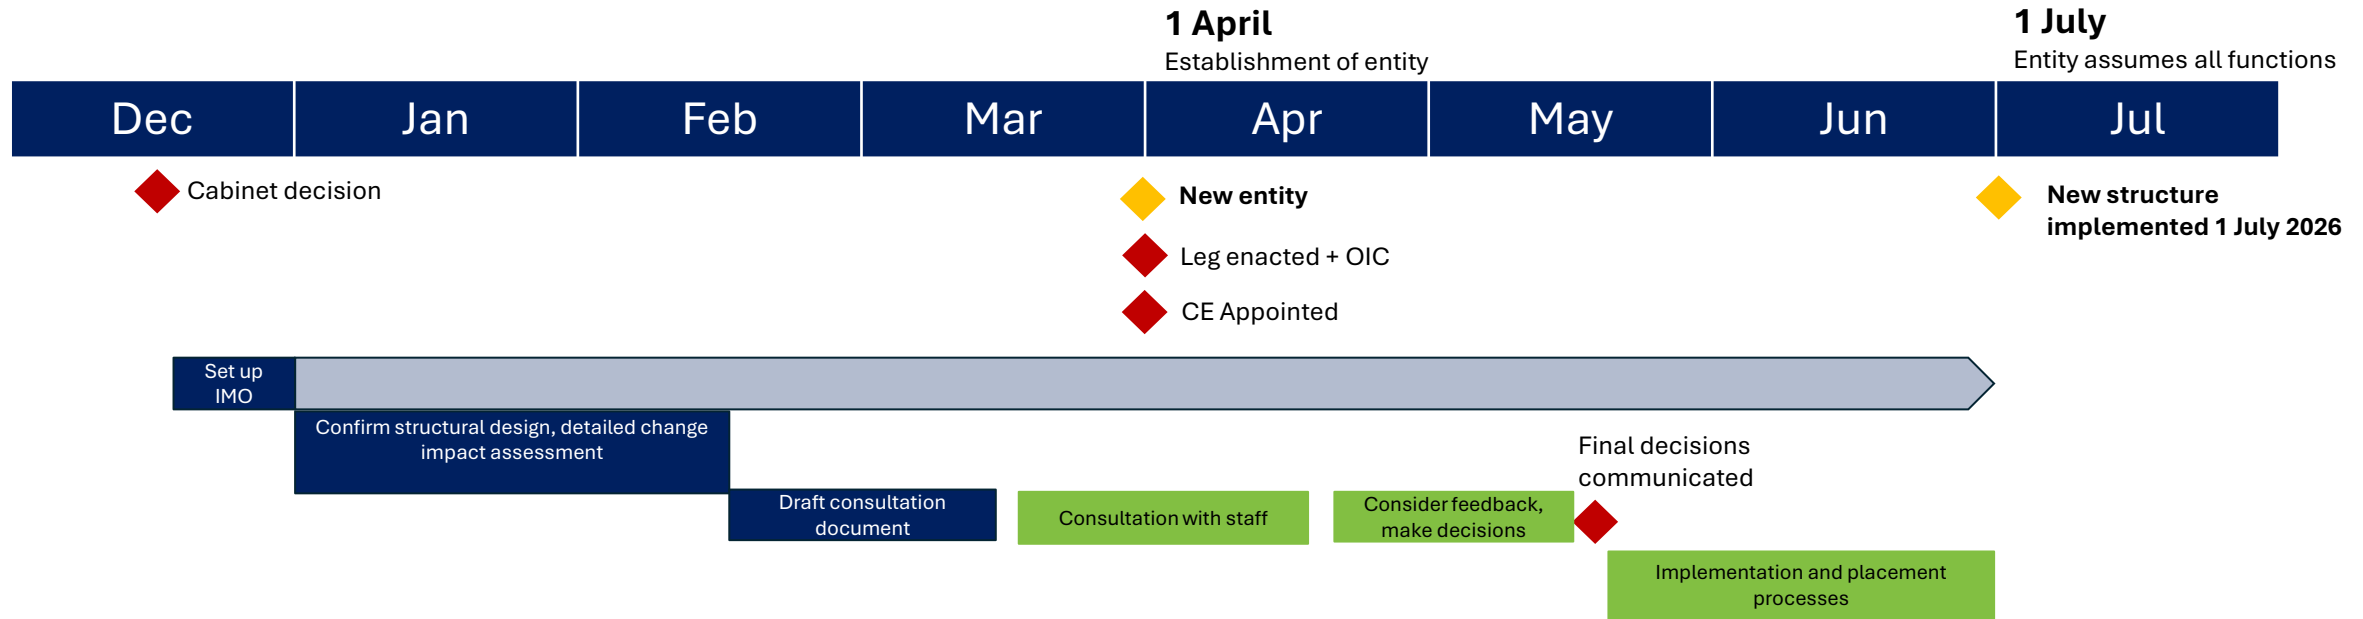 1 April
Establishment of entity
1 July
Entity assumes all functions
Dec
Jan
Feb
Mar
Apr
May
Jun
Jul
Cabinet decision
New entity
New structure
implemented 1 July 2026
Leg enacted + OIC
CE Appointed
Set up
IMO
Confirm structural design, detailed change
impact assessment
Final decisions
communicated
Draft consultation
document
Consultation with staff
Consider feedback,
make decisions
Implementation and placement
processes